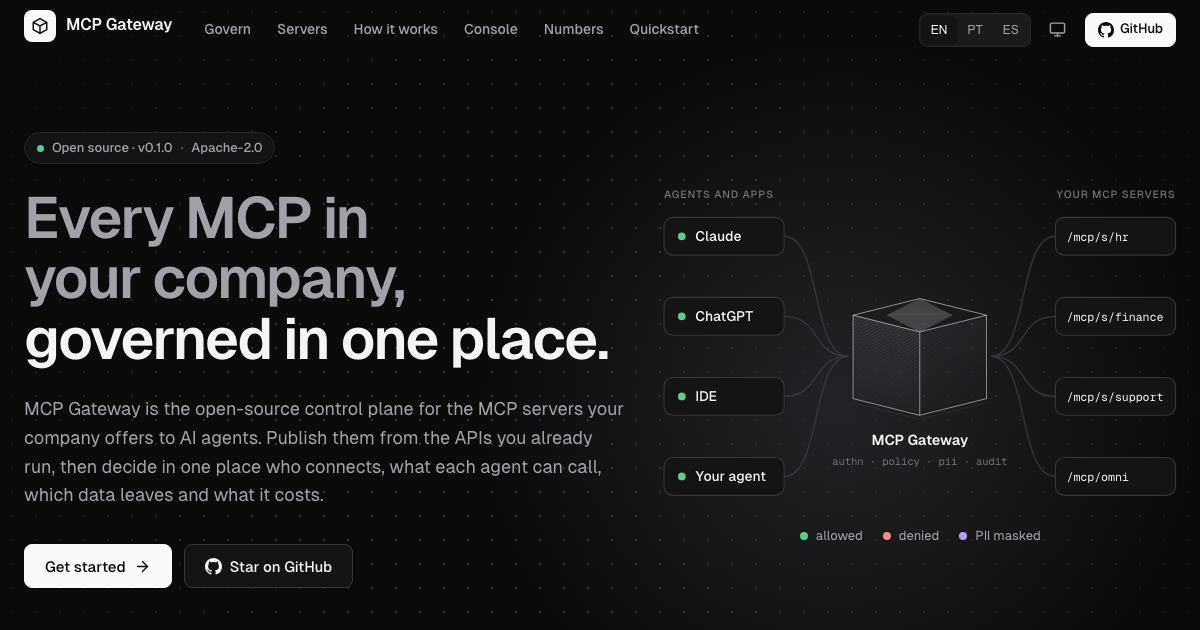 MCP Gateway
Govern Servers How it works Console Numbers Quickstart
EN PT ES
GitHub
Open source · v0.1.0 · Apache-2.0
Every MCP in
your company,
governed in one place.
MCP Gateway is the open-source control plane for the MCP servers your
company offers to AI agents. Publish them from the APIs you already
run, then decide in one place who connects, what each agent can call,
which data leaves and what it costs.
Get started
Star on GitHub
AGENTS AND APPS
Claude
ChatGPT
IDE
Your agent
MCP Gateway
authn · policy · pii · audit
YOUR MCP SERVERS
/mcp/s/hr
/mcp/s/finance
/mcp/s/support
/mcp/omni
allowed denied PII masked